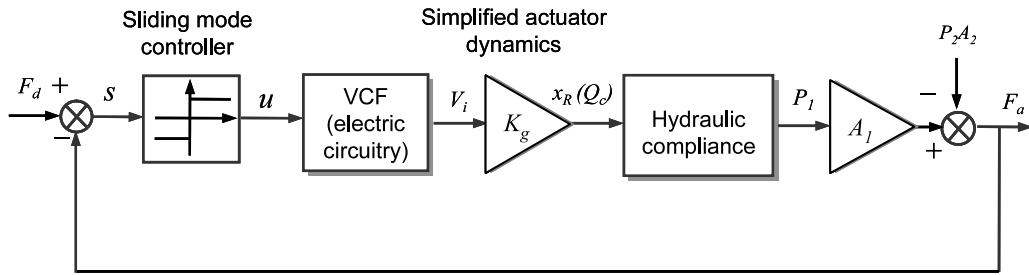 Sliding mode
controller
Simplified actuator
dynamics
P2A2
Fd
+
−
s
u
VCF
(electric
circuitry)
Vi
Kg
xR(Qc)
Hydraulic
compliance
P1
A1
−
+
Fa